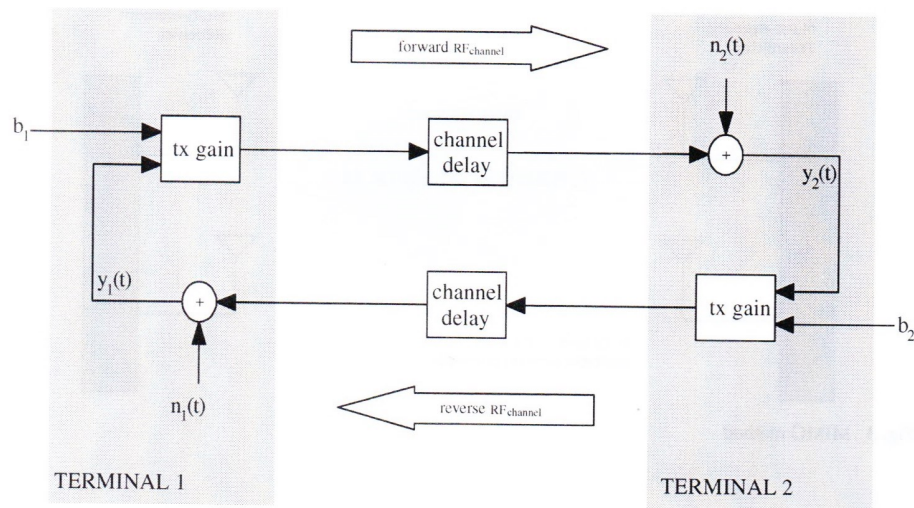 forward RFchannel
n2(t)
b1
tx gain
channel
delay
+
y2(t)
y1(t)
+
channel
delay
tx gain
b2
n1(t)
reverse RFchannel
TERMINAL 1
TERMINAL 2